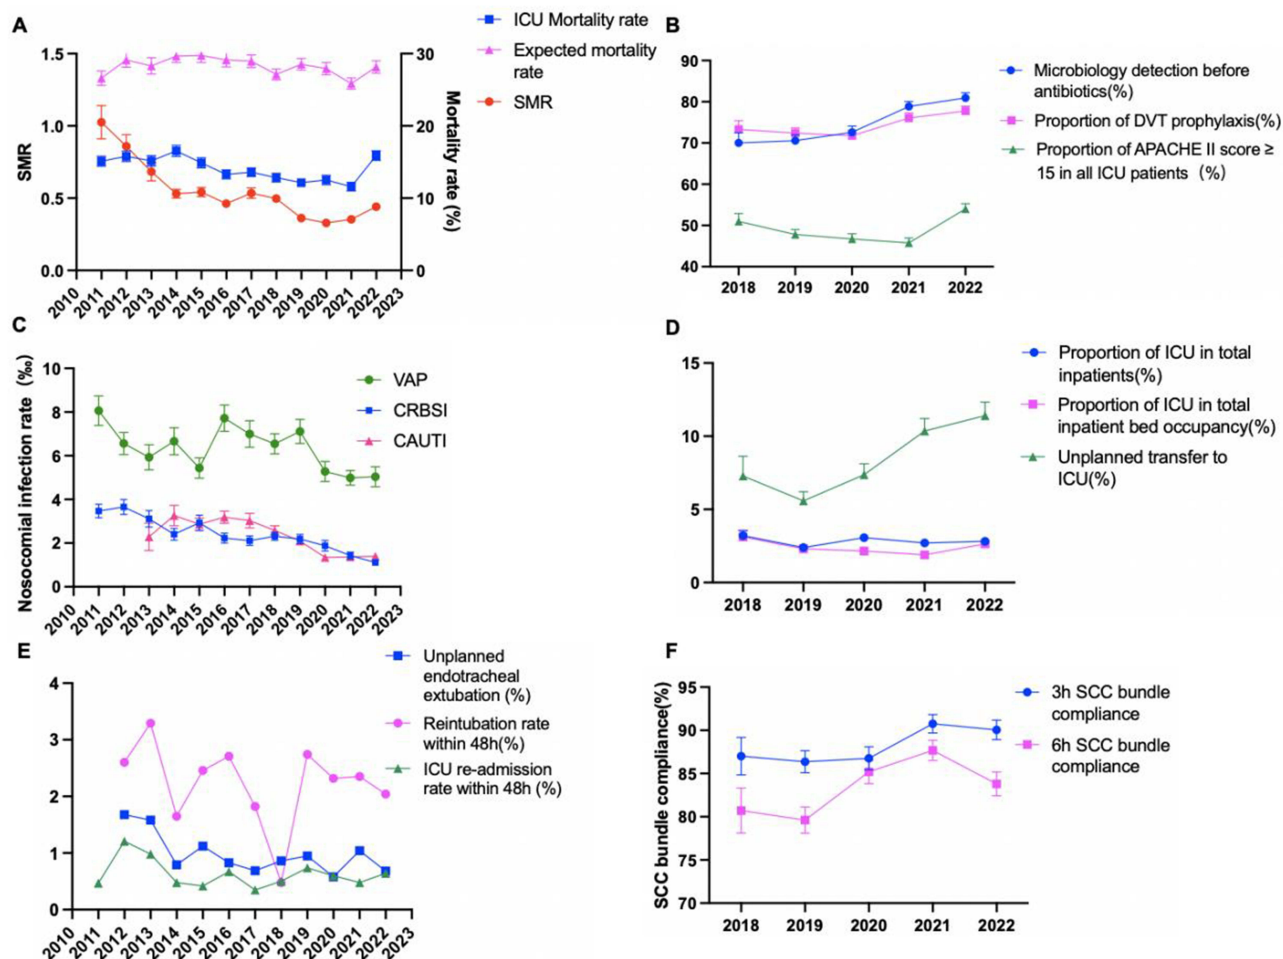 A
ICU Mortality rate
Expected mortality
rate
SMR
SMR
1.5
1.0
0.5
0.0
Mortality rate (%)
30
20
10
0
2010
2011
2012
2013
2014
2015
2016
2017
2018
2019
2020
2021
2022
2023
B
Microbiology detection before
antibiotics(%)
Proportion of DVT prophylaxis(%)
Proportion of APACHE II score ≥
15 in all ICU patients (%)
90
80
70
60
50
40
2018
2019
2020
2021
2022
C
Nosocomial infection rate (‰)
10
8
6
4
2
0
VAP
CRBSI
CAUTI
2010
2011
2012
2013
2014
2015
2016
2017
2018
2019
2020
2021
2022
2023
D
Proportion of ICU in total
inpatients(%)
Proportion of ICU in total
inpatient bed occupancy(%)
Unplanned transfer to
ICU(%)
15
10
5
0
2018
2019
2020
2021
2022
E
Unplanned
endotracheal
extubation (%)
Reintubation rate
within 48h(%)
ICU re-admission
rate within 48h (%)
4
3
2
1
0
2010
2011
2012
2013
2014
2015
2016
2017
2018
2019
2020
2021
2022
2023
F
SCC bundle compliance(%)
3h SCC bundle
compliance
6h SCC bundle
compliance
95
90
85
80
75
70
2018
2019
2020
2021
2022